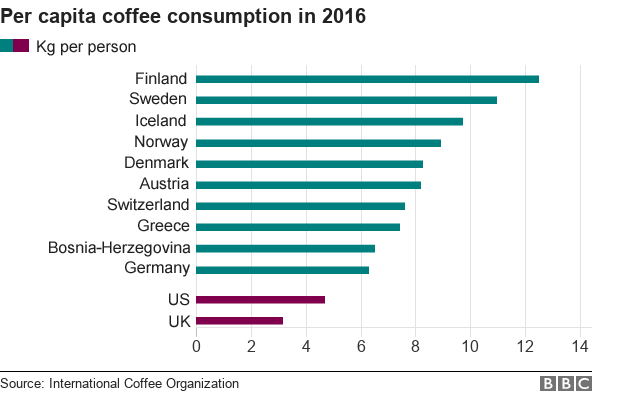 Per capita coffee consumption in 2016
Kg per person
Finland
Sweden
Iceland
Norway
Denmark
Austria
Switzerland
Greece
Bosnia-Herzegovina
Germany
US
UK
0 2 4 6 8 10 12 14
Source: International Coffee Organization BBC